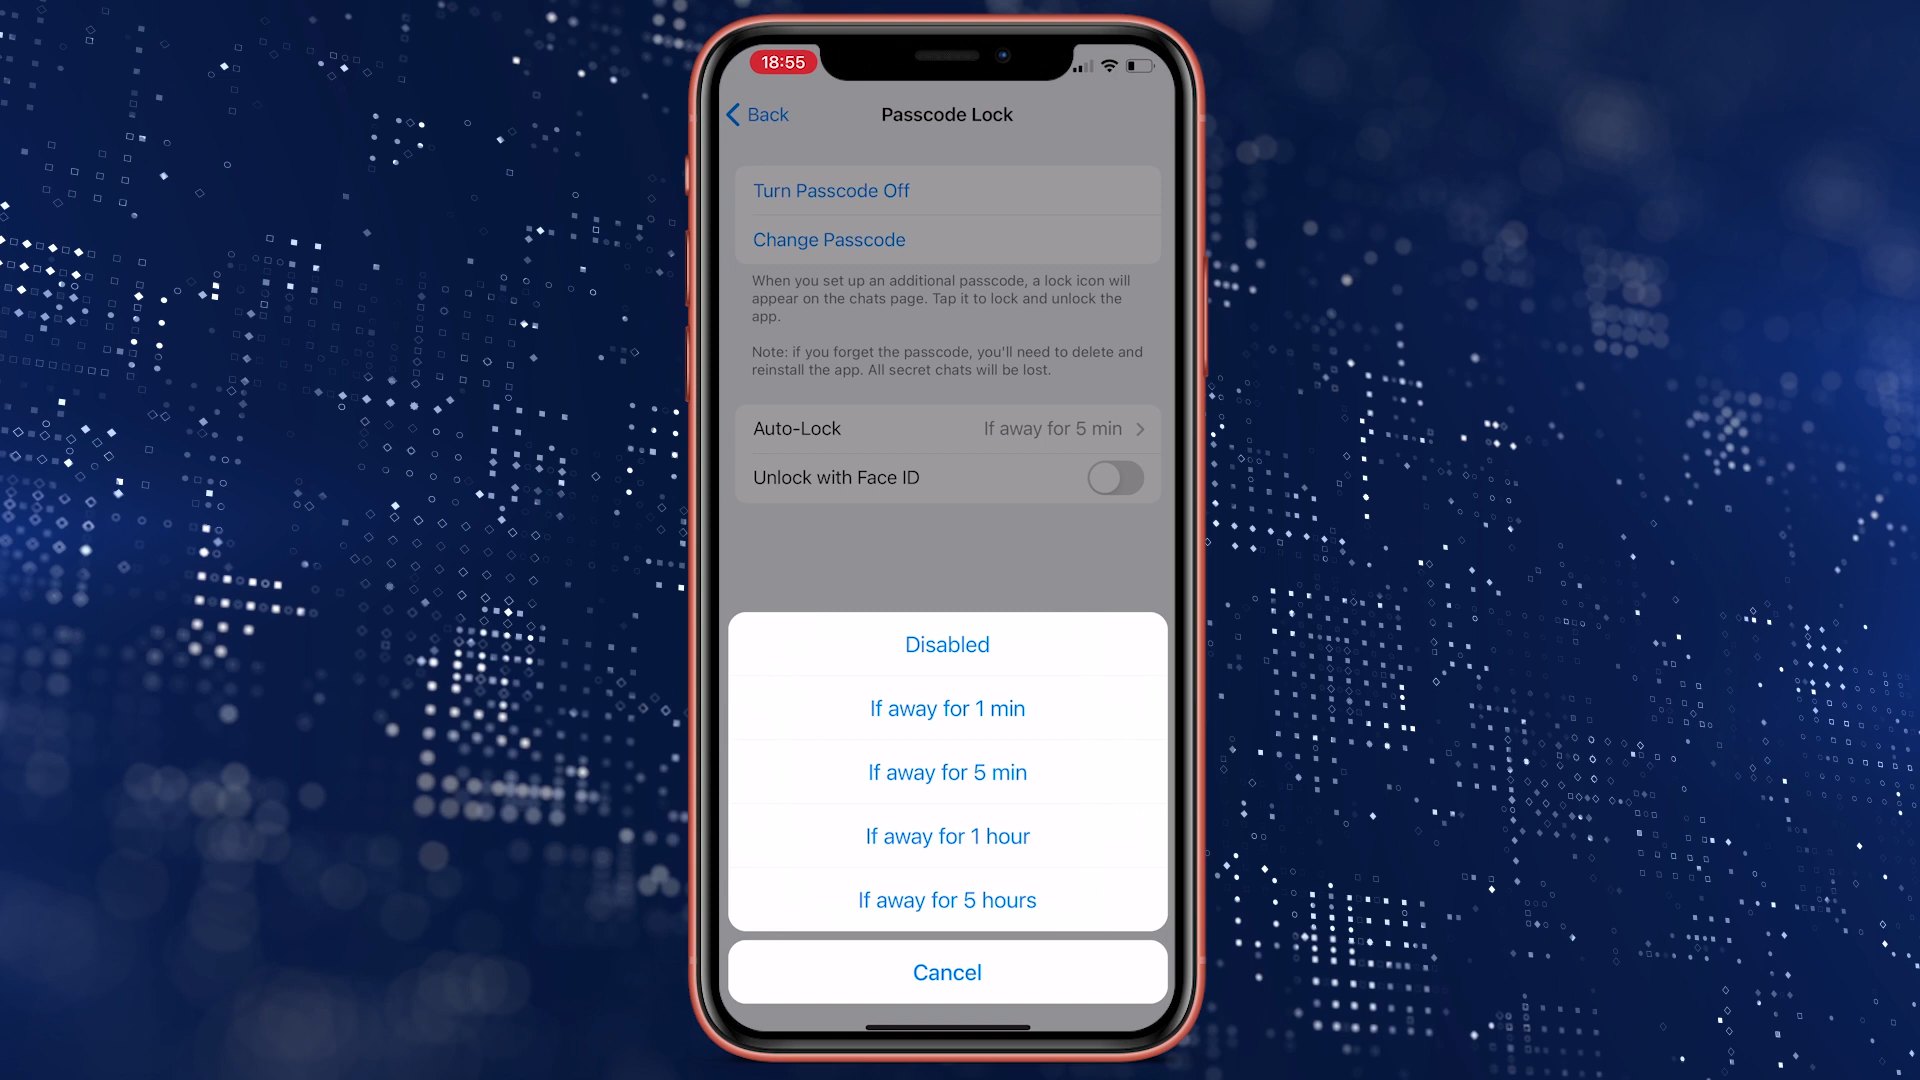 18:55
Back
Passcode Lock
Turn Passcode Off
Change Passcode
When you set up an additional passcode, a lock icon will
appear on the chats page. Tap it to lock and unlock the
app.
Note: if you forget the passcode, you'll need to delete and
reinstall the app. All secret chats will be lost.
Auto-Lock
If away for 5 min
Unlock with Face ID
Disabled
If away for 1 min
If away for 5 min
If away for 1 hour
If away for 5 hours
Cancel